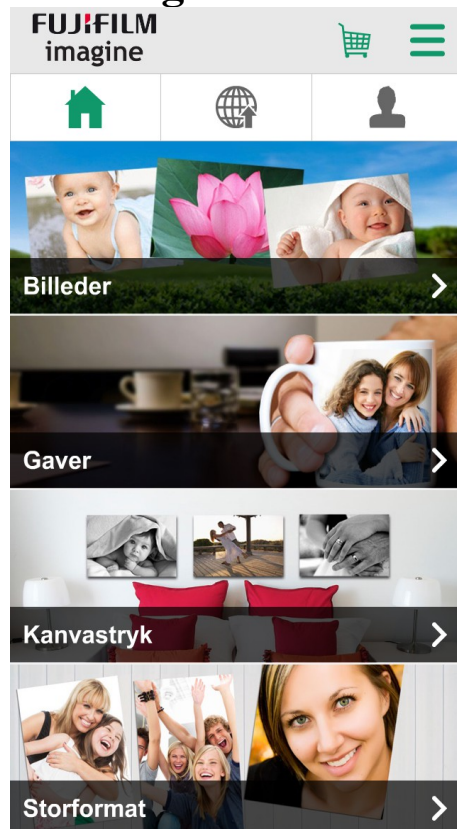 FUJIFILM
imagine
Billeder
Gaver
Kanvastryk
Storformat